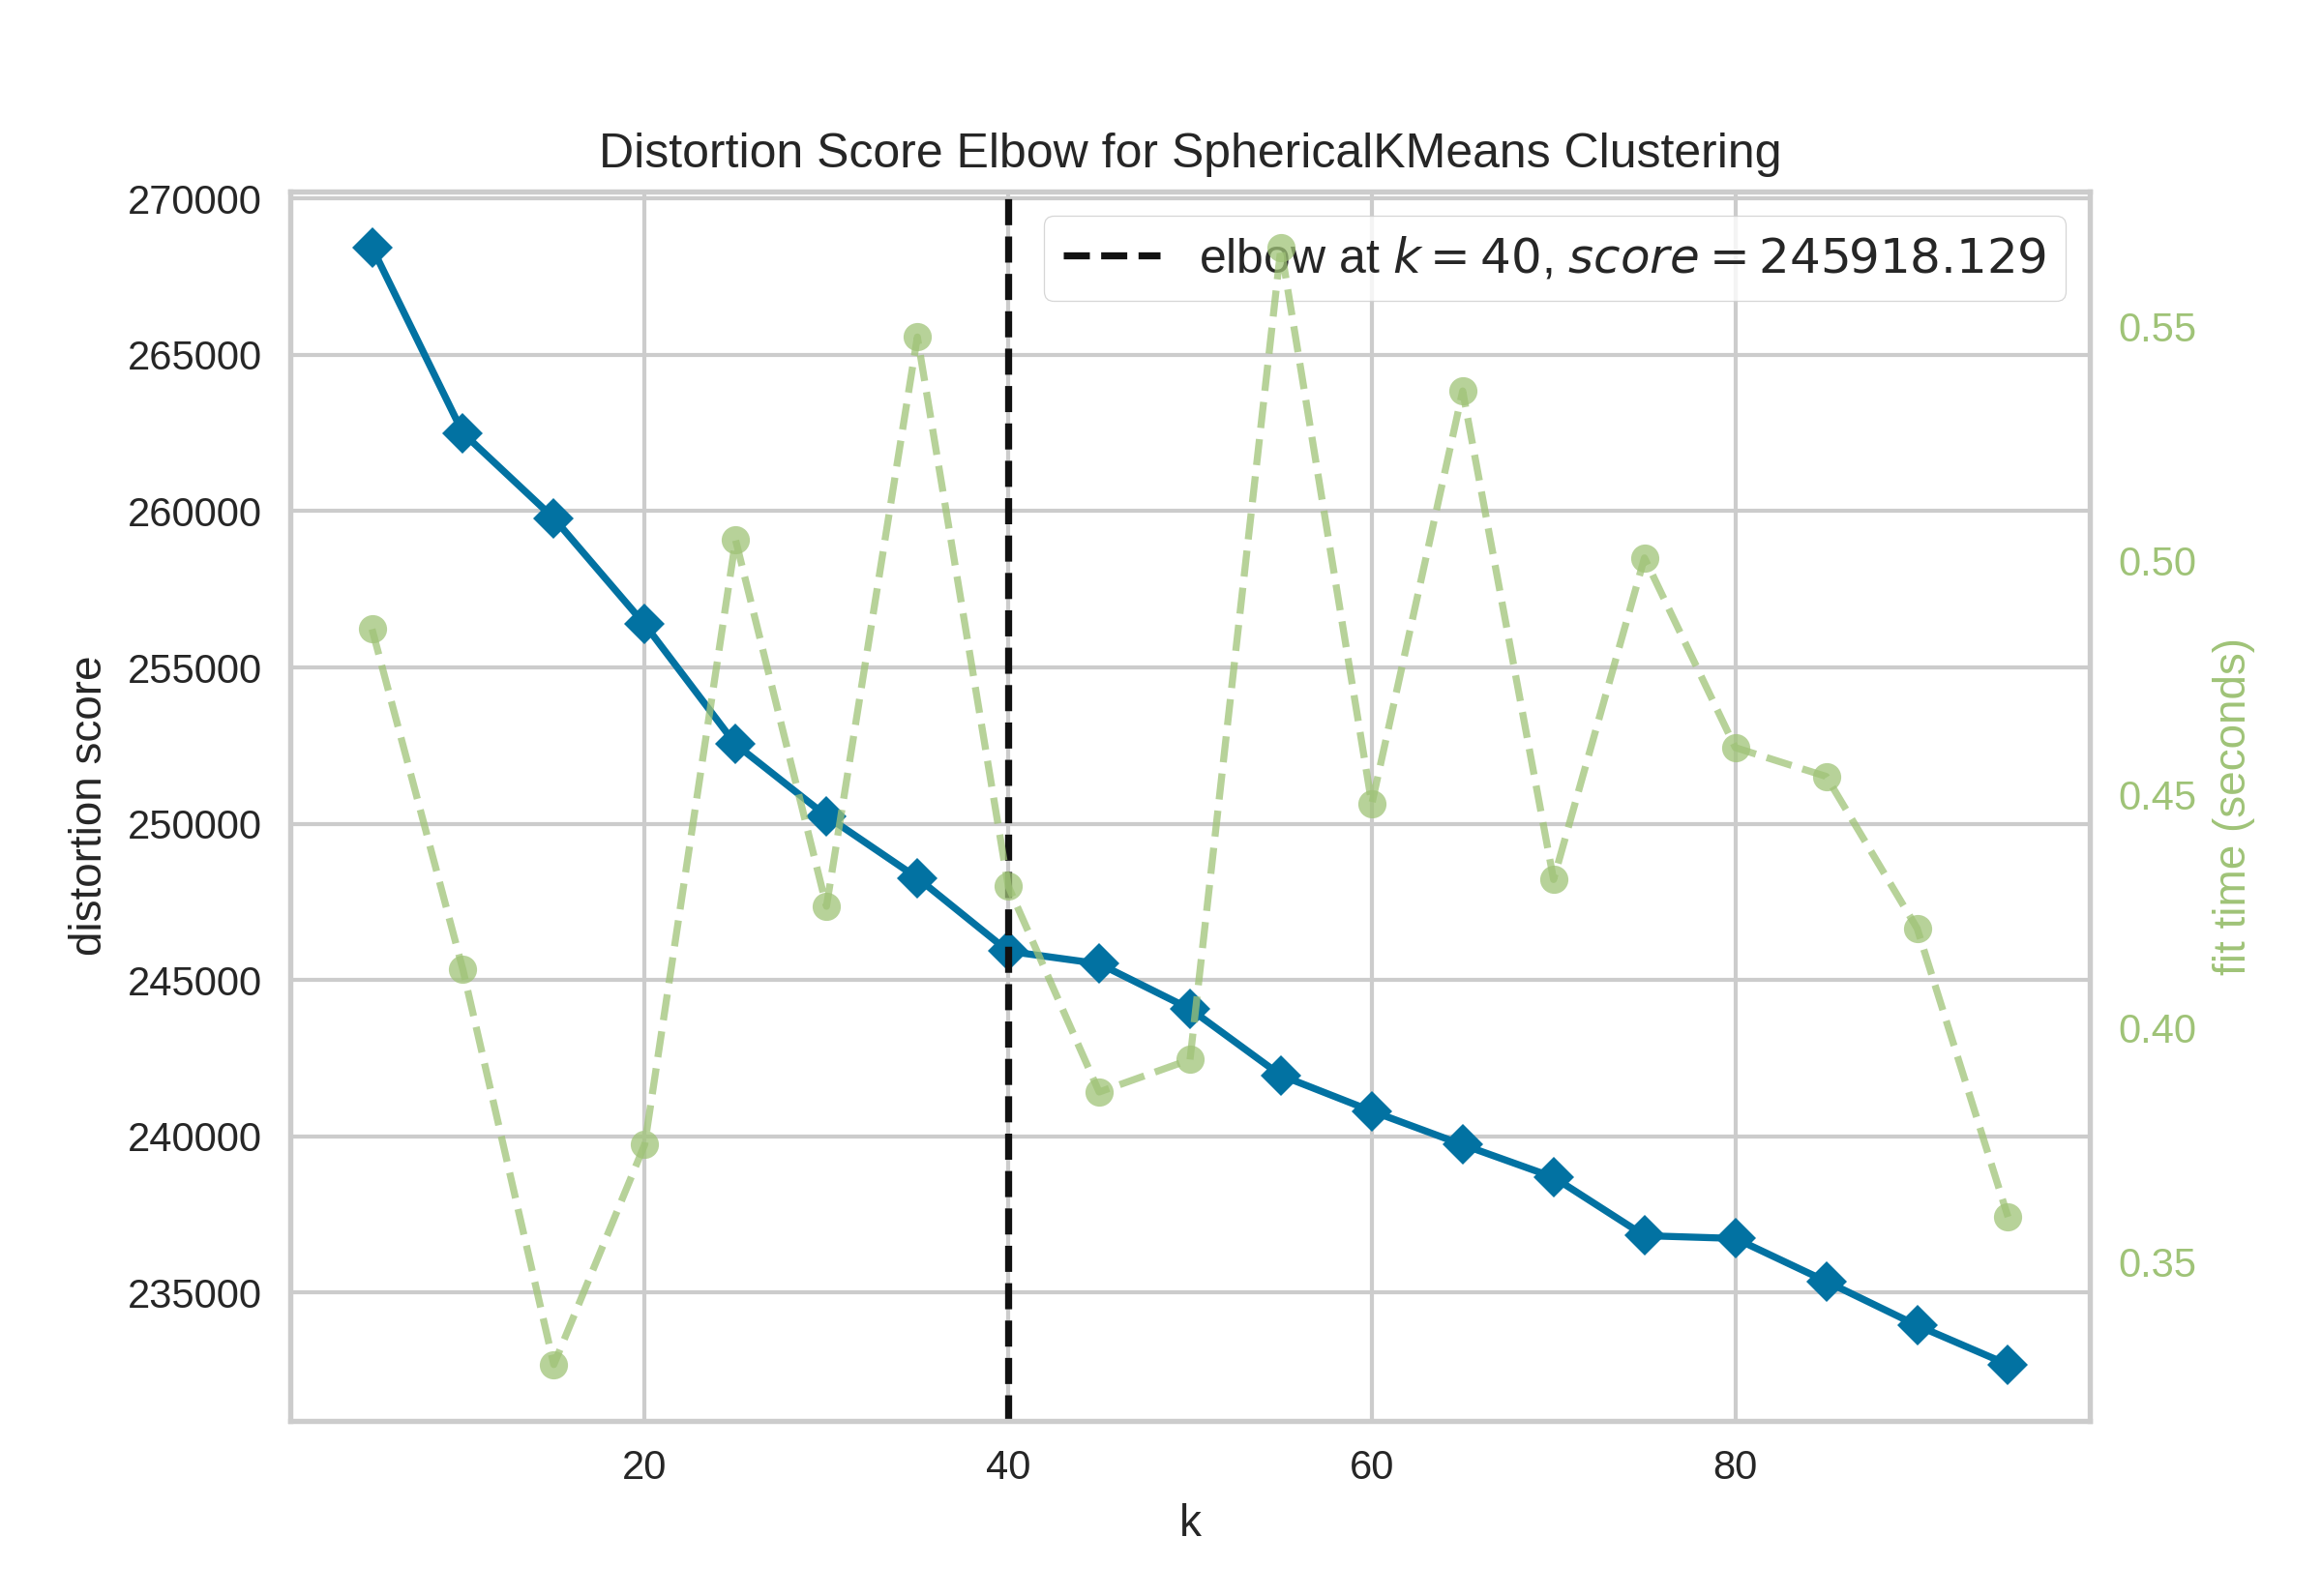 Distortion Score Elbow for SphericalKMeans Clustering
elbow at k = 40, score = 245918.129
distortion score
270000
265000
260000
255000
250000
245000
240000
235000
0.55
0.50
0.45
0.40
0.35
fit time (seconds)
20 40 60 80
k